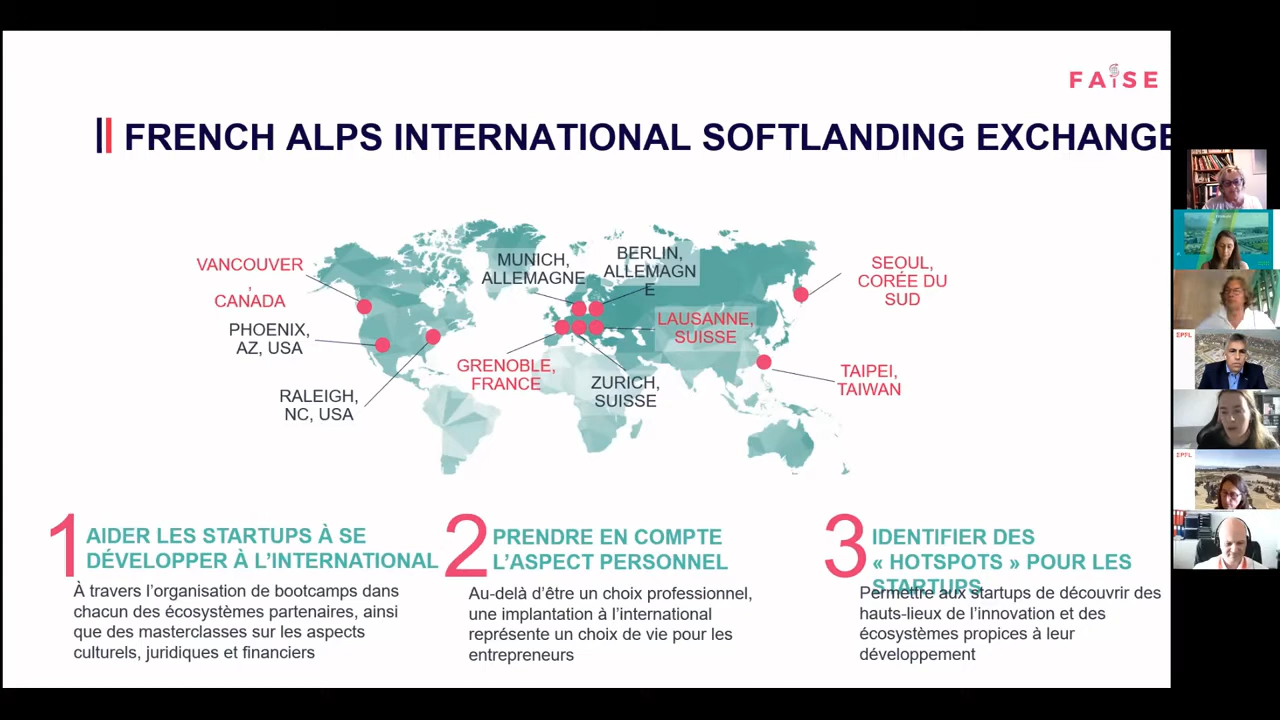 FAiSE
FRENCH ALPS INTERNATIONAL SOFTLANDING EXCHANGE
VANCOUVER
,
CANADA
PHOENIX,
AZ, USA
RALEIGH,
NC, USA
MUNICH,
ALLEMAGNE
BERLIN,
ALLEMAGN
E
GRENOBLE,
FRANCE
LAUSANNE,
SUISSE
ZURICH,
SUISSE
SEOUL,
CORÉE DU
SUD
TAIPEI,
TAIWAN
1
AIDER LES STARTUPS À SE
DÉVELOPPER À L'INTERNATIONAL
À travers l'organisation de bootcamps dans
chacun des écosystèmes partenaires, ainsi
que des masterclasses sur les aspects
culturels, juridiques et financiers
2
PRENDRE EN COMPTE
L'ASPECT PERSONNEL
Au-delà d'être un choix professionnel,
une implantation à l'international
représente un choix de vie pour les
entrepreneurs
3
IDENTIFIER DES
« HOTSPOTS » POUR LES
STARTUPS
Permettre aux startups de découvrir des
hauts-lieux de l'innovation et des
écosystèmes propices à leur
développement
EPFL
EPFL